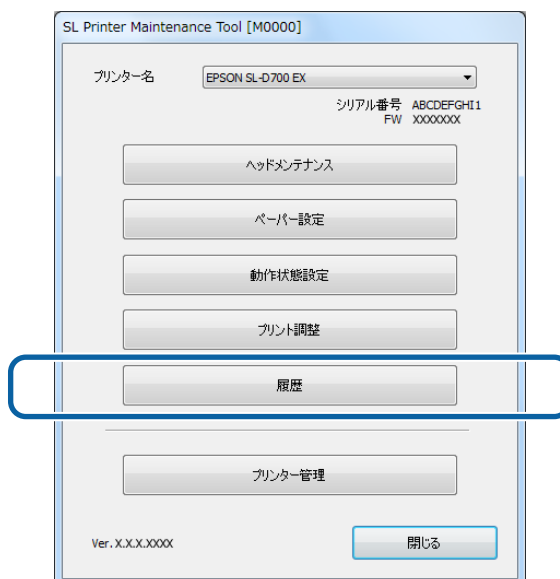 SL Printer Maintenance Tool [M0000]
プリンター名 EPSON SL-D700 EX
シリアル番号 ABCDEFGHI1
FW XXXXXXX
ヘッドメンテナンス
ペーパー設定
動作状態設定
プリント調整
履歴
プリンター管理
Ver.X.X.X.XXXX 閉じる